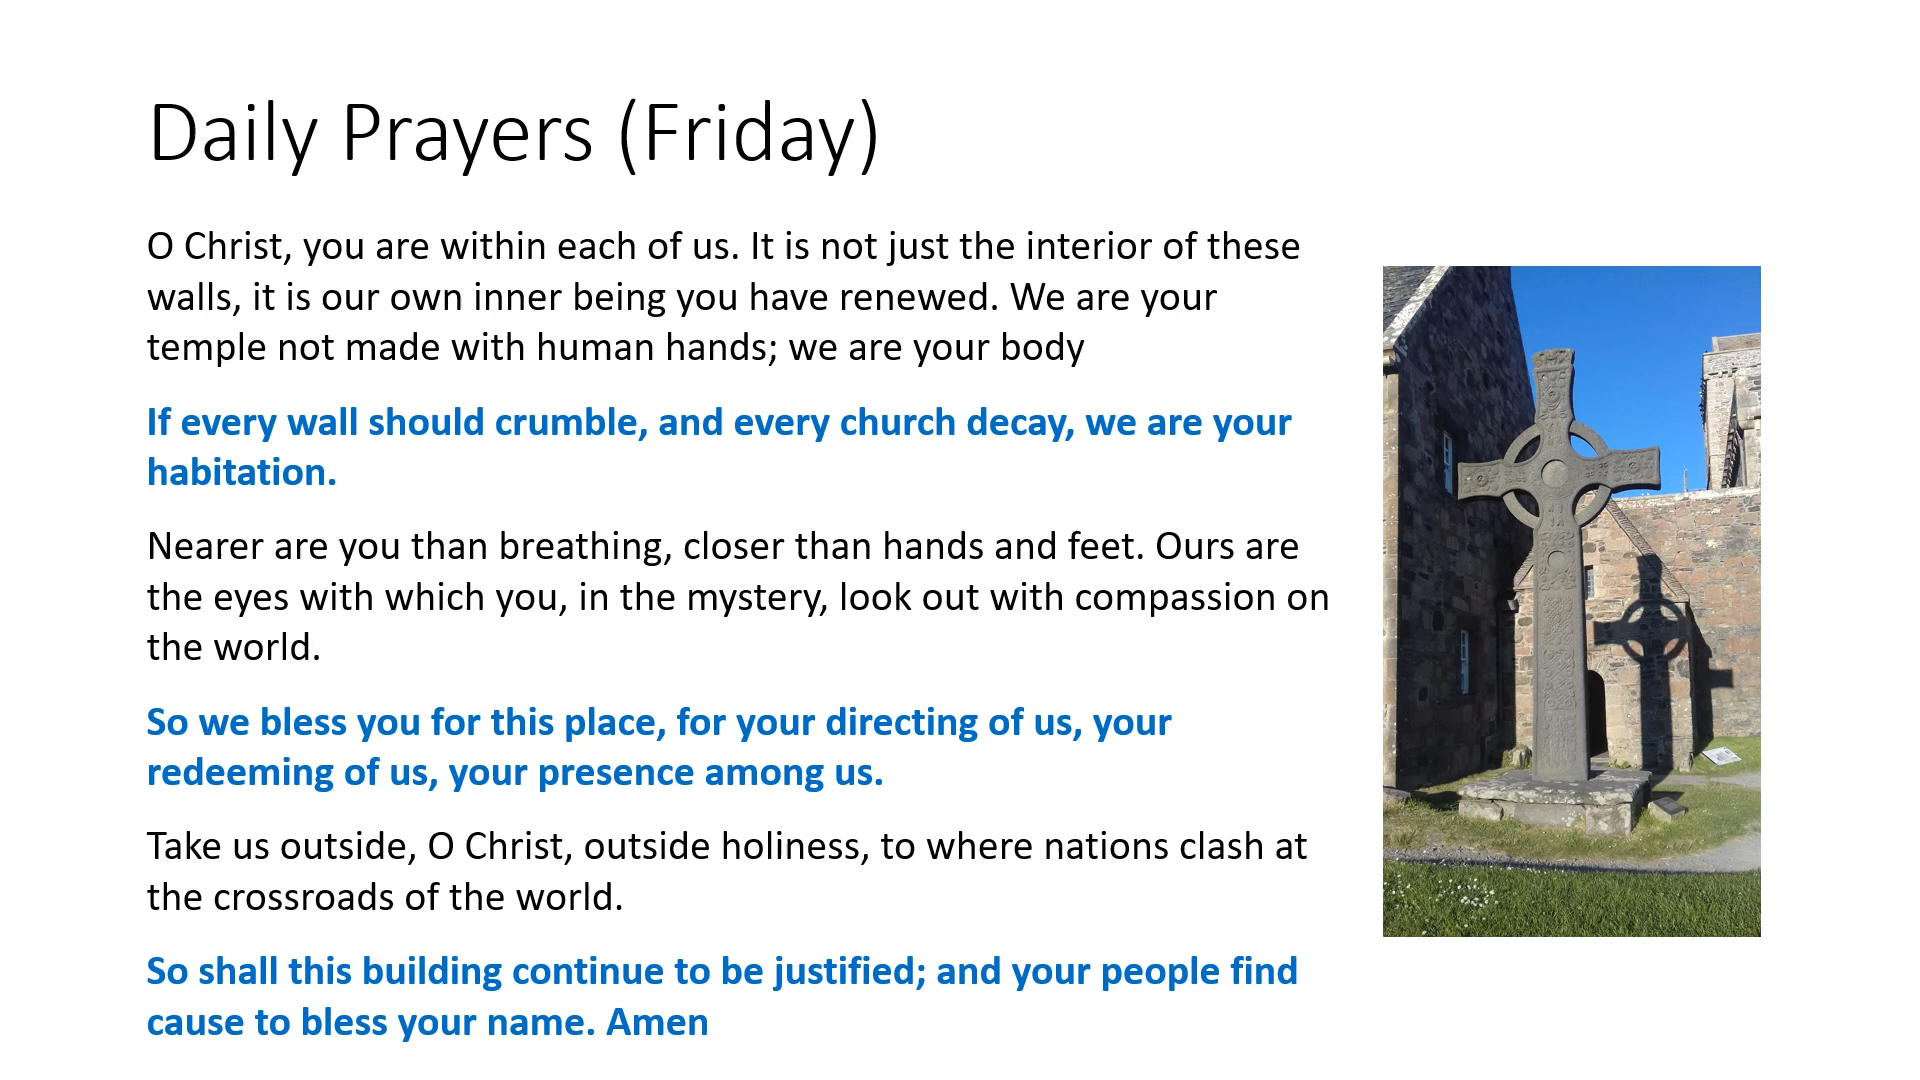 Daily Prayers (Friday)
O Christ, you are within each of us. It is not just the interior of these
walls, it is our own inner being you have renewed. We are your
temple not made with human hands; we are your body
If every wall should crumble, and every church decay, we are your
habitation.
Nearer are you than breathing, closer than hands and feet. Ours are
the eyes with which you, in the mystery, look out with compassion on
the world.
So we bless you for this place, for your directing of us, your
redeeming of us, your presence among us.
Take us outside, O Christ, outside holiness, to where nations clash at
the crossroads of the world.
So shall this building continue to be justified; and your people find
cause to bless your name. Amen